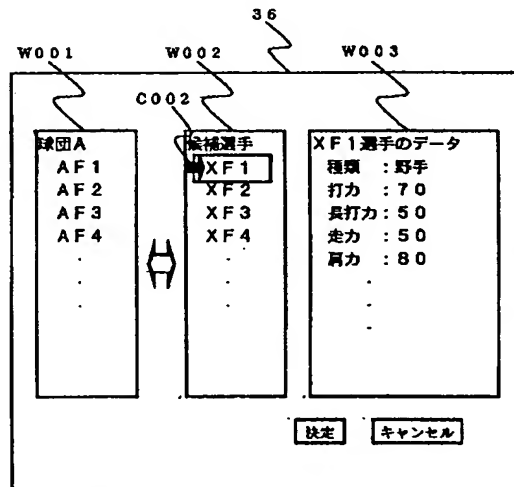 36
W001
W002
W003
C002
球団A
AF1
AF2
AF3
AF4
候補選手
XF1
XF2
XF3
XF4
XF1選手のデータ
種類 :野手
打力 :70
長打力:50
走力 :50
肩力 :80
決定
キャンセル